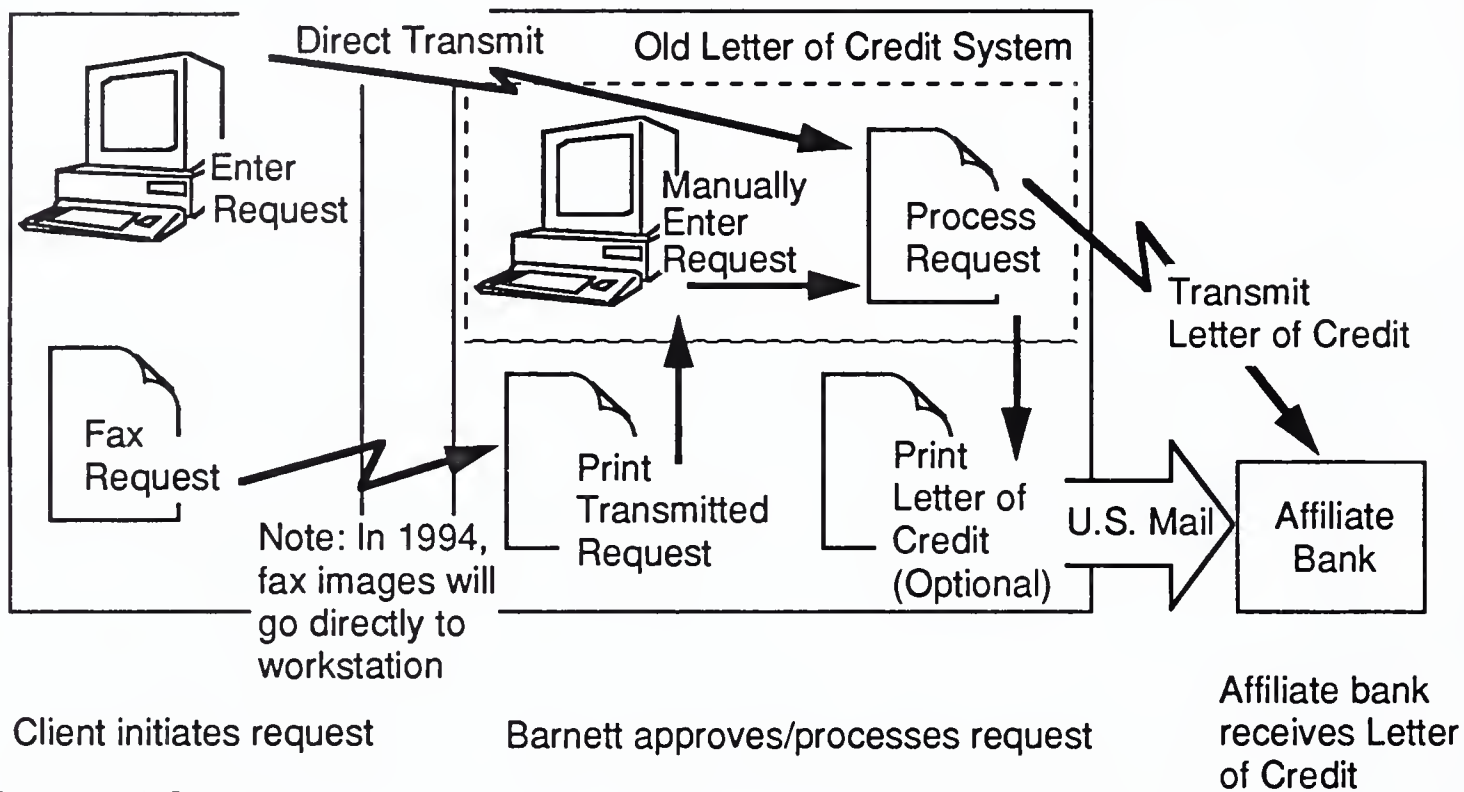 Direct Transmit
Old Letter of Credit System
Enter
Request
Manually
Enter
Request
Process
Request
Transmit
Letter of Credit
Fax
Request
Print
Transmitted
Request
Print
Letter of
Credit
(Optional)
U.S. Mail
Affiliate
Bank
Note: In 1994,
fax images will
go directly to
workstation
Client initiates request
Barnett approves/processes request
Affiliate bank
receives Letter
of Credit